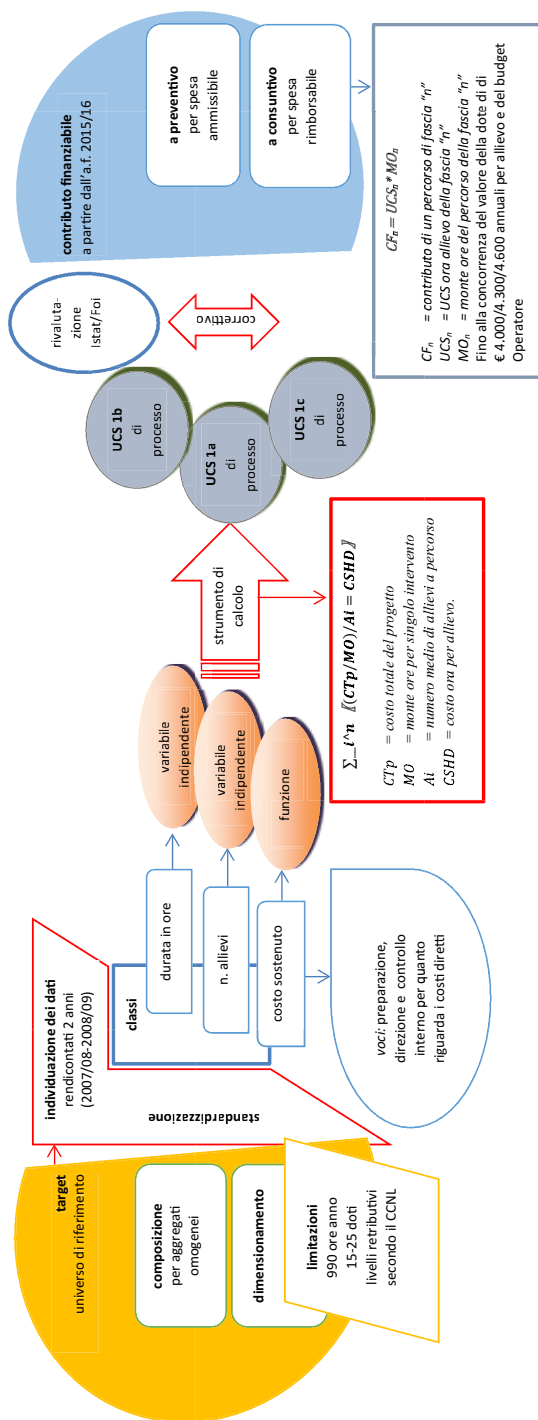 target
universo di riferimento
composizione
per aggregati
omogenei
dimensionamento
limitazioni
990 ore anno
15-25 doti
livelli retributivi
secondo il CCNL
individuazione dei dati
rendicontati 2 anni
(2007/08-2008/09)
standardizzazione
classi
durata in ore
n. allievi
costo sostenuto
voci: preparazione,
direzione e controllo
interno per quanto
riguarda i costi diretti
variabile
indipendente
variabile
indipendente
funzione
strumento di
calcolo
∑_i^n 〖(CTp/MO)/Ai = CSHD〗
CTp = costo totale del progetto
MO = monte ore per singolo intervento
Ai = numero medio di allievi a percorso
CSHD = costo ora per allievo.
UCS 1b
di
processo
UCS 1a
di
processo
UCS 1c
di
processo
rivaluta-
zione
Istat/Foi
correttivo
contributo finanziabile
a partire dall'a.f. 2015/16
a preventivo
per spesa
ammissibile
a consuntivo
per spesa
rimborsabile
CFn = UCSn * MOn
CFn = contributo di un percorso di fascia "n"
UCSn = UCS ora allievo della fascia "n"
MOn = monte ore del percorso della fascia "n"
Fino alla concorrenza del valore della dote di di
€ 4.000/4.300/4.600 annuali per allievo e del budget
Operatore